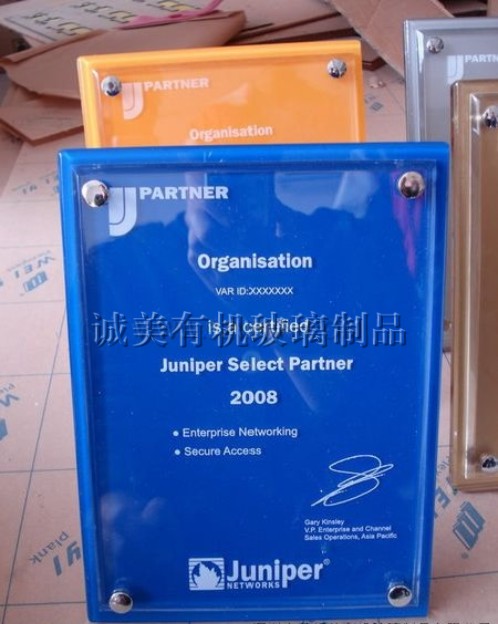 J PARTNER
Organisation
PARTNER
J PARTNER
Organisation
VAR ID:XXXXXXX
is a certified
诚美有机玻璃制品
Juniper Select Partner
2008
• Enterprise Networking
• Secure Access
Gary Kinsley
V.P. Enterprise and Channel
Sales Operations, Asia Pacific
Juniper®
NETWORKS